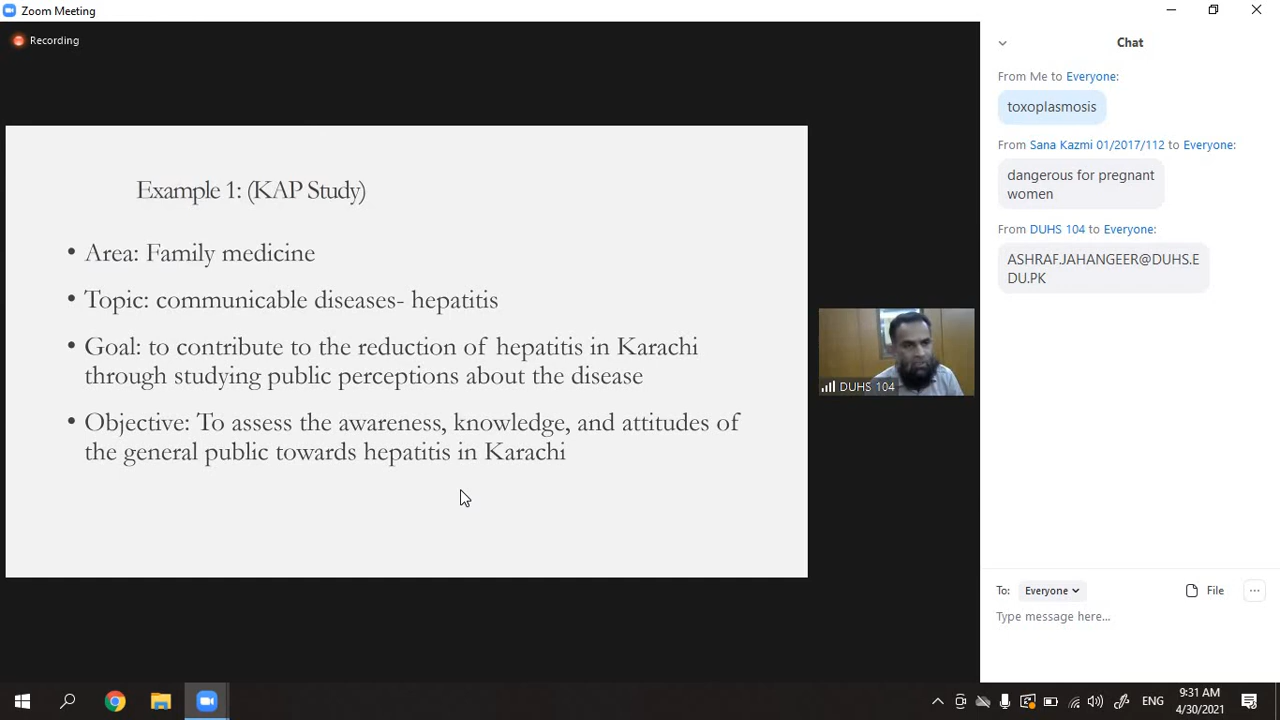 Zoom Meeting
Recording
Example 1: (KAP Study)
• Area: Family medicine
• Topic: communicable diseases- hepatitis
• Goal: to contribute to the reduction of hepatitis in Karachi
through studying public perceptions about the disease
• Objective: To assess the awareness, knowledge, and attitudes of
the general public towards hepatitis in Karachi
DUHS 104
Chat
From Me to Everyone:
toxoplasmosis
From Sana Kazmi 01/2017/112 to Everyone:
dangerous for pregnant
women
From DUHS 104 to Everyone:
ASHRAF.JAHANGEER@DUHS.E
DU.PK
To: Everyone File
Type message here...
ENG
9:31 AM
4/30/2021